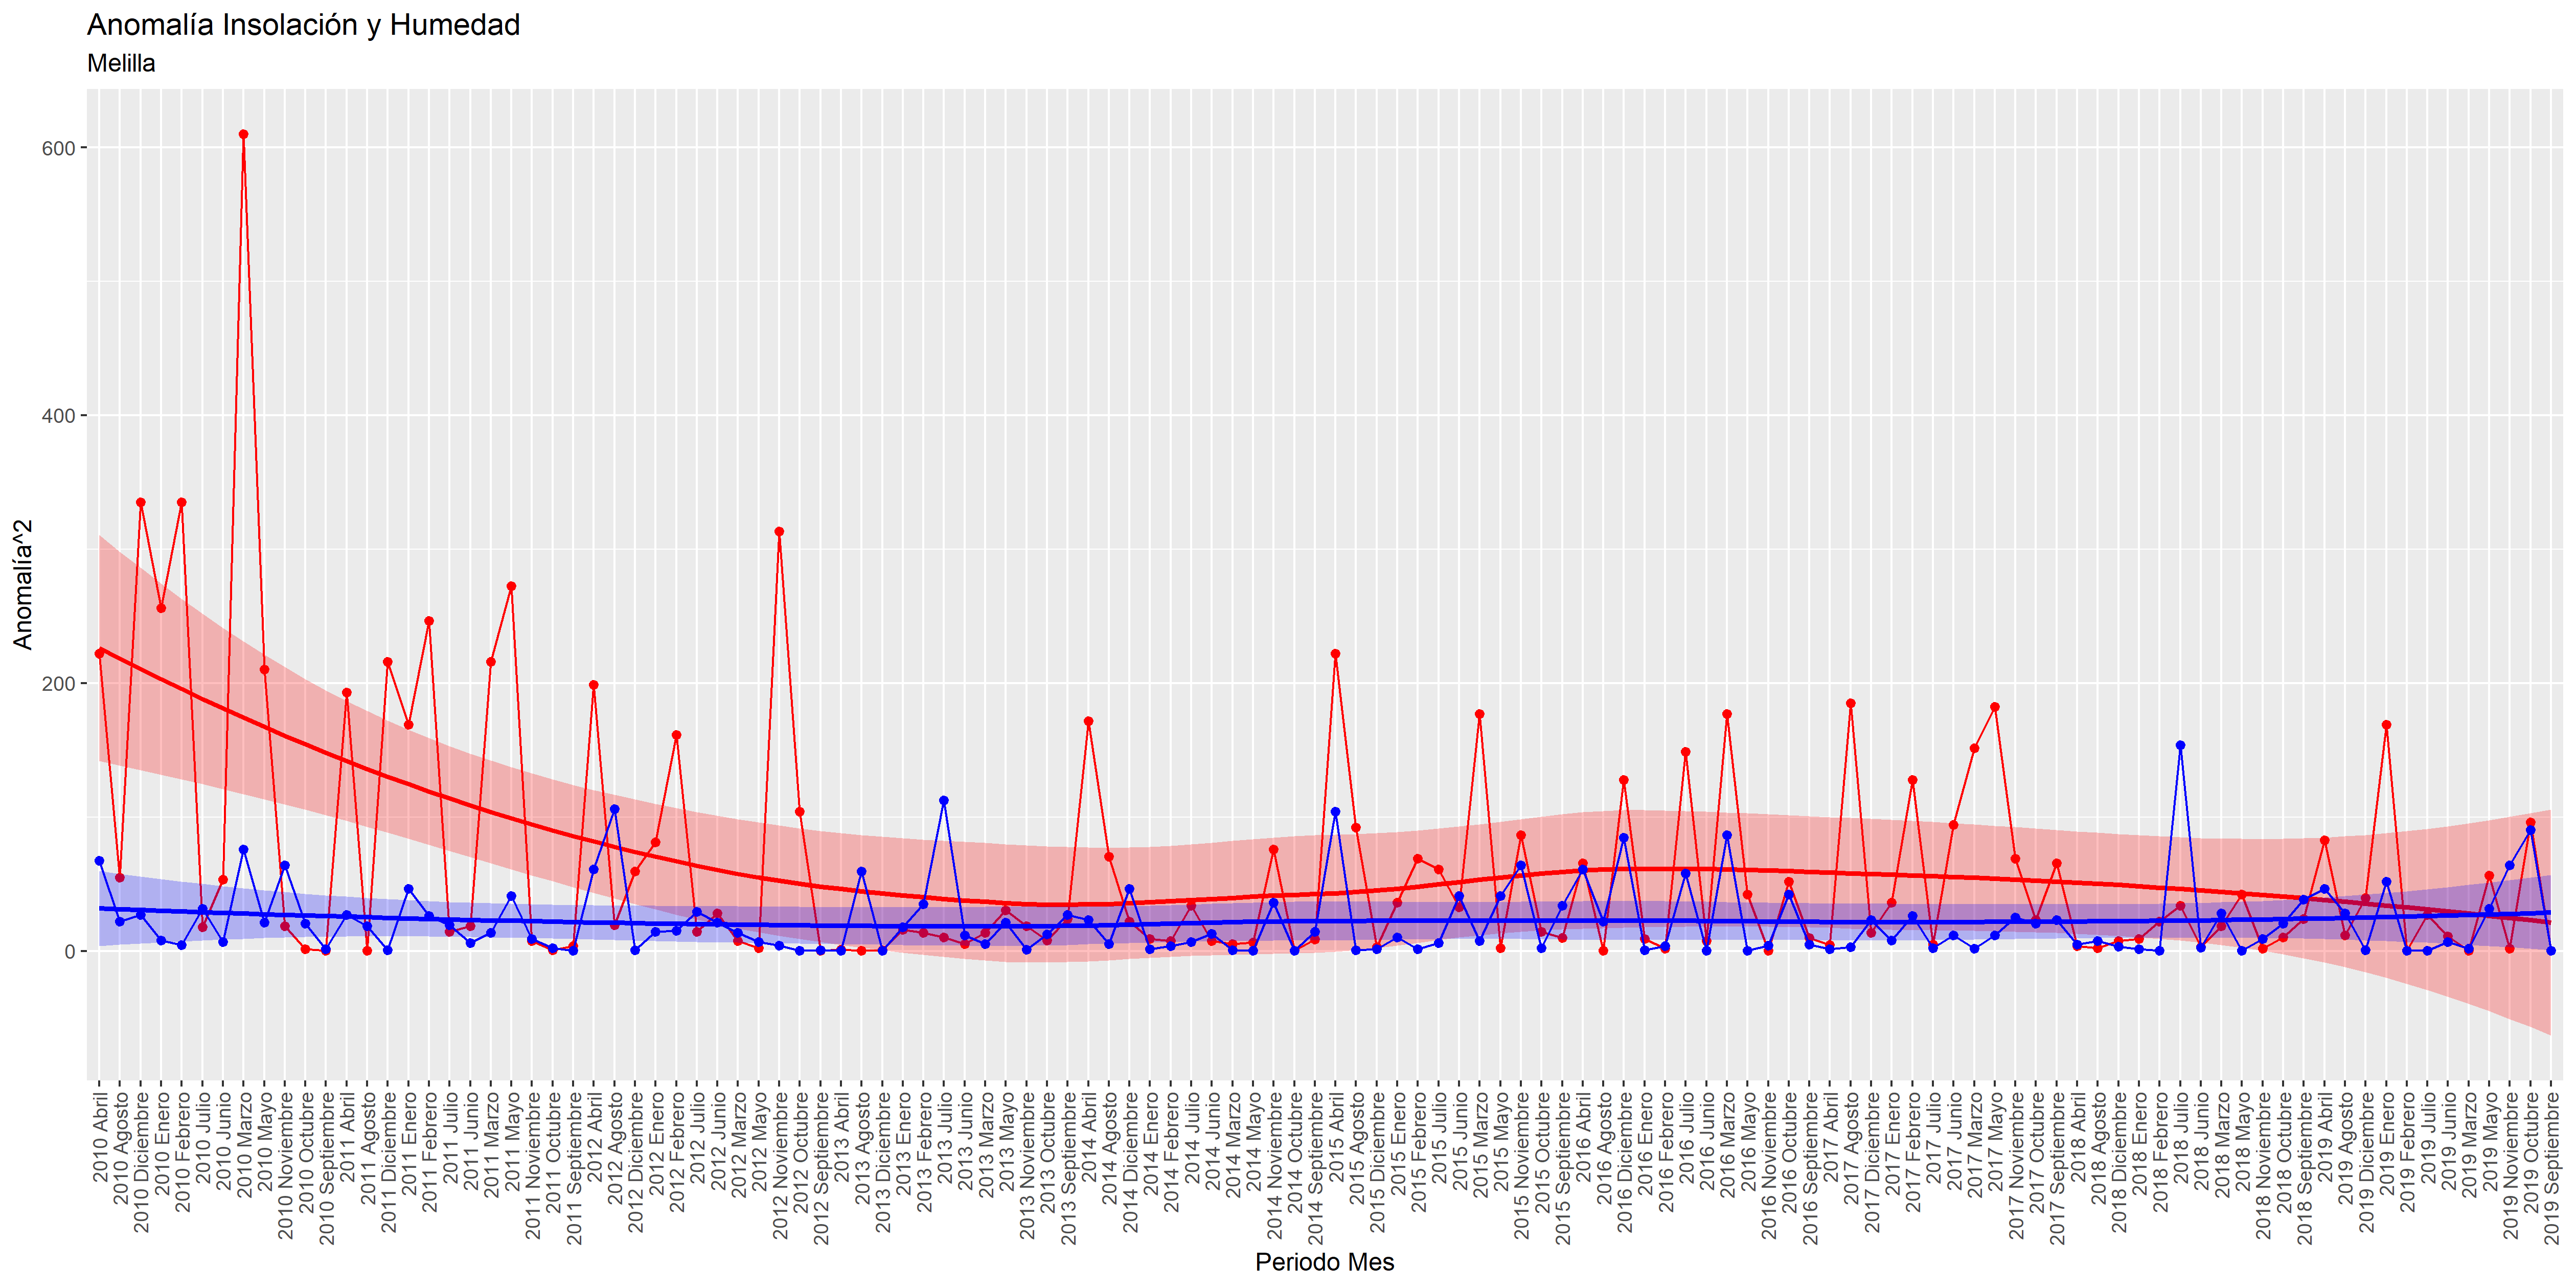 Anomalía Insolación y Humedad
Melilla
Anomalía^2
600
400
200
0
2010 Abril
2010 Agosto
2010 Diciembre
2010 Enero
2010 Febrero
2010 Julio
2010 Junio
2010 Marzo
2010 Mayo
2010 Noviembre
2010 Octubre
2010 Septiembre
2011 Abril
2011 Agosto
2011 Diciembre
2011 Enero
2011 Febrero
2011 Julio
2011 Junio
2011 Marzo
2011 Mayo
2011 Noviembre
2011 Octubre
2011 Septiembre
2012 Abril
2012 Agosto
2012 Diciembre
2012 Enero
2012 Febrero
2012 Julio
2012 Junio
2012 Marzo
2012 Mayo
2012 Noviembre
2012 Octubre
2012 Septiembre
2013 Abril
2013 Agosto
2013 Diciembre
2013 Enero
2013 Febrero
2013 Julio
2013 Junio
2013 Marzo
2013 Mayo
2013 Noviembre
2013 Octubre
2013 Septiembre
2014 Abril
2014 Agosto
2014 Diciembre
2014 Enero
2014 Febrero
2014 Julio
2014 Junio
2014 Marzo
2014 Mayo
2014 Noviembre
2014 Octubre
2014 Septiembre
2015 Abril
2015 Agosto
2015 Diciembre
2015 Enero
2015 Febrero
2015 Julio
2015 Junio
2015 Marzo
2015 Mayo
2015 Noviembre
2015 Octubre
2015 Septiembre
2016 Abril
2016 Agosto
2016 Diciembre
2016 Enero
2016 Febrero
2016 Julio
2016 Junio
2016 Marzo
2016 Mayo
2016 Noviembre
2016 Octubre
2016 Septiembre
2017 Abril
2017 Agosto
2017 Diciembre
2017 Enero
2017 Febrero
2017 Julio
2017 Junio
2017 Marzo
2017 Mayo
2017 Noviembre
2017 Octubre
2017 Septiembre
2018 Abril
2018 Agosto
2018 Diciembre
2018 Enero
2018 Febrero
2018 Julio
2018 Junio
2018 Marzo
2018 Mayo
2018 Noviembre
2018 Octubre
2018 Septiembre
2019 Abril
2019 Agosto
2019 Diciembre
2019 Enero
2019 Febrero
2019 Julio
2019 Junio
2019 Marzo
2019 Mayo
2019 Noviembre
2019 Octubre
2019 Septiembre
Periodo Mes